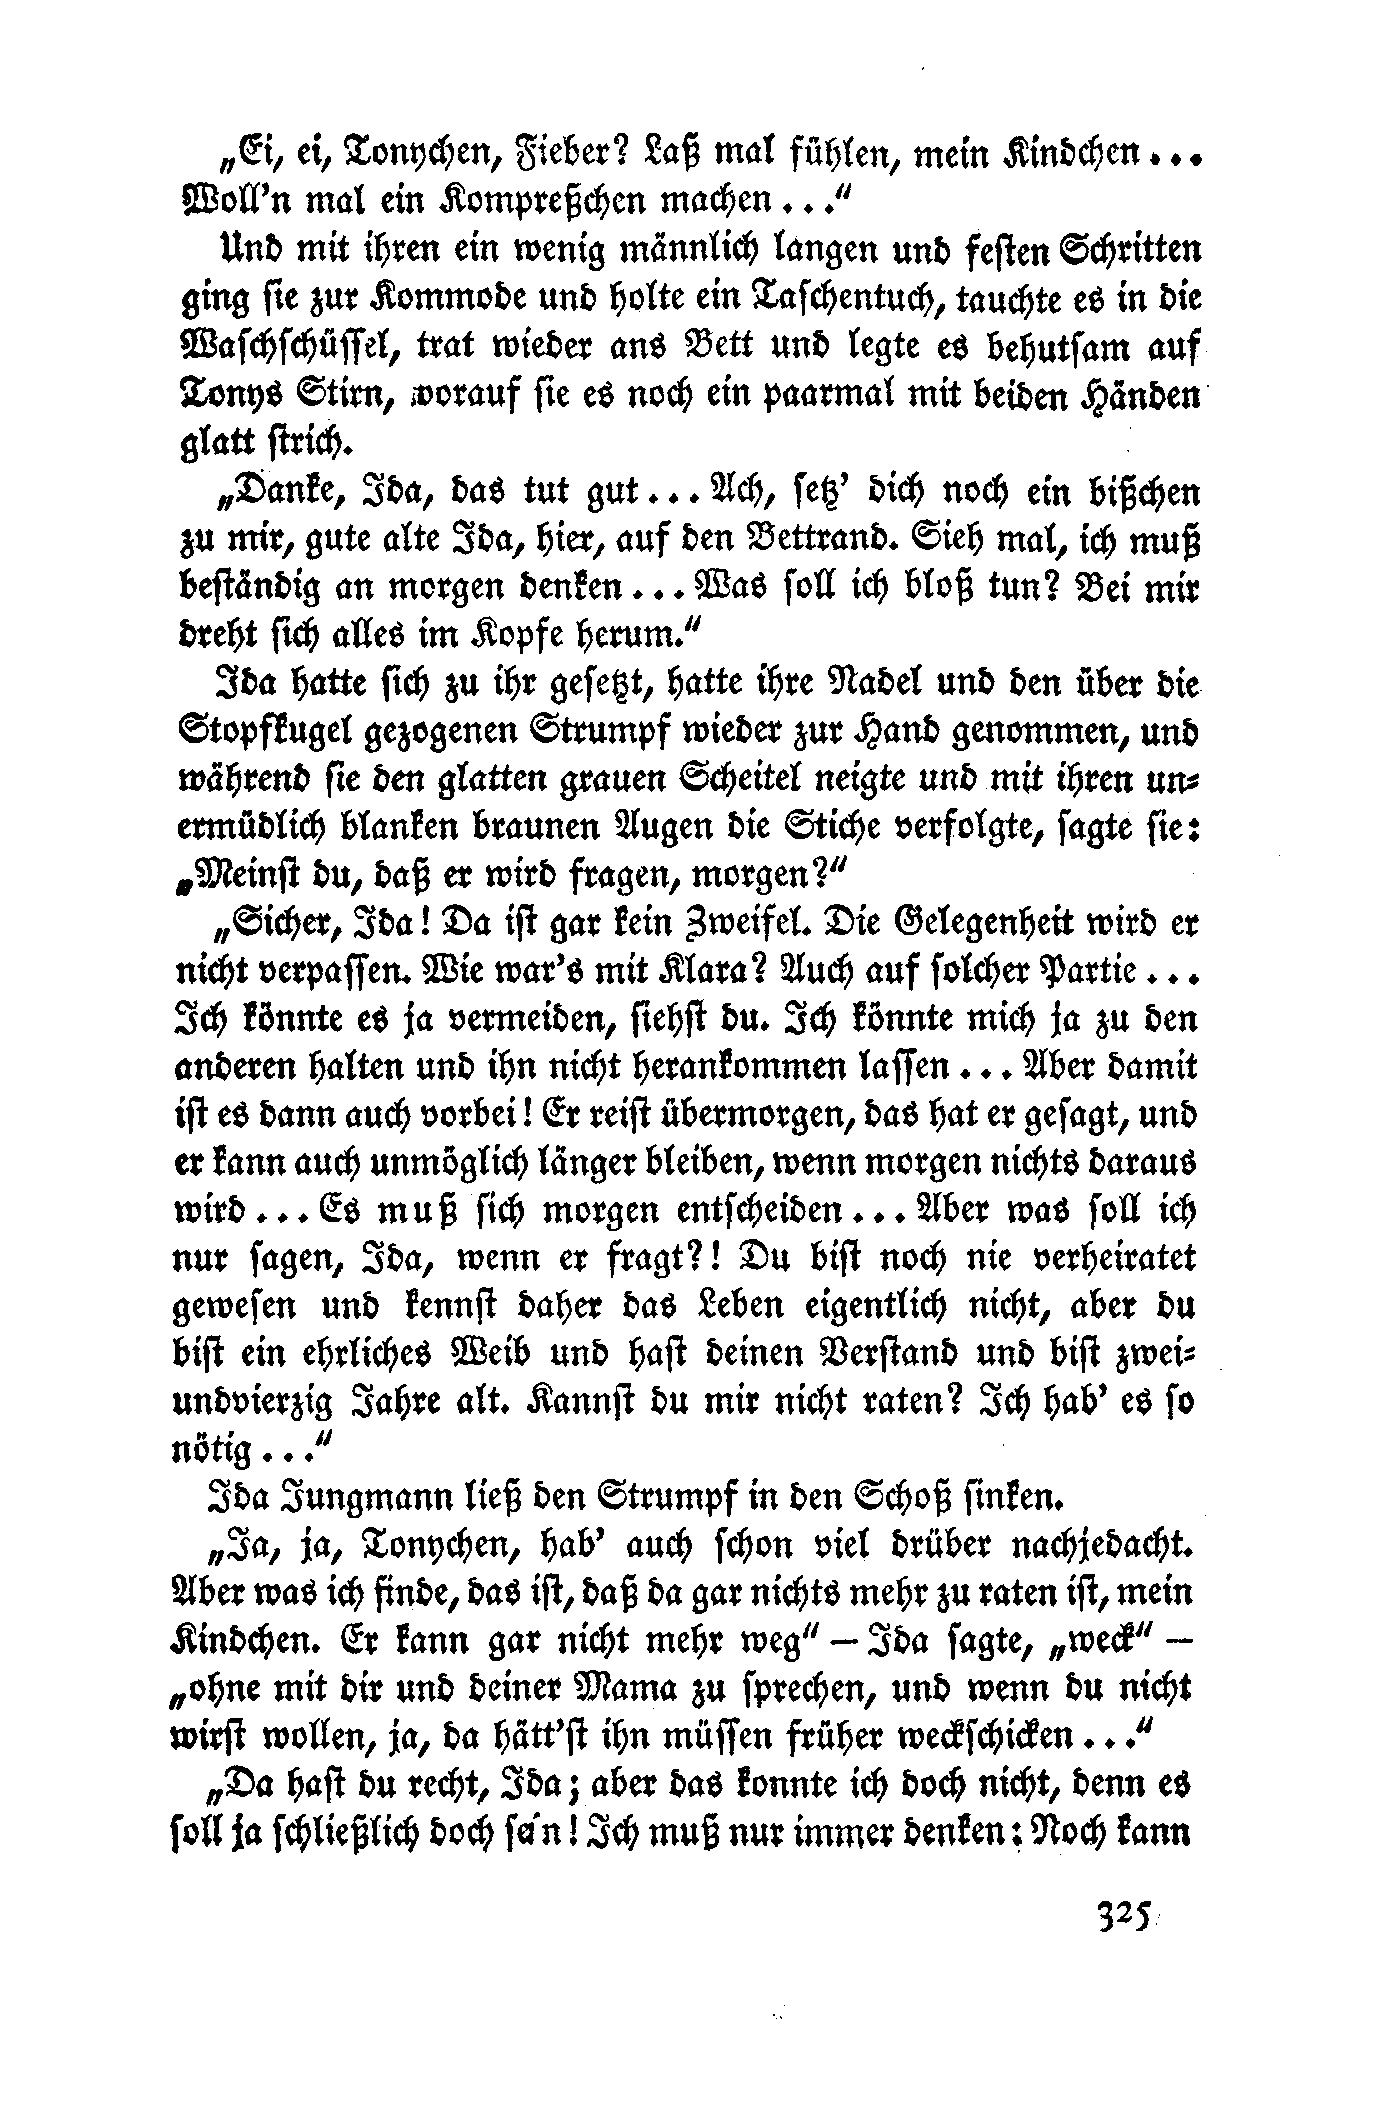 „Ei, ei, Tonychen, Fieber? Laß mal fühlen, mein Kindchen...
Woll'n mal ein Kompreßchen machen...“
Und mit ihren ein wenig männlich langen und festen Schritten
ging sie zur Kommode und holte ein Taschentuch, tauchte es in die
Waschschüssel, trat wieder ans Bett und legte es behutsam auf
Tonys Stirn, worauf sie es noch ein paarmal mit beiden Händen
glatt strich.
„Danke, Ida, das tut gut... Ach, setz' dich noch ein bißchen
zu mir, gute alte Ida, hier, auf den Bettrand. Sieh mal, ich muß
beständig an morgen denken... Was soll ich bloß tun? Bei mir
dreht sich alles im Kopfe herum.“
Ida hatte sich zu ihr gesetzt, hatte ihre Nadel und den über die
Stopfkugel gezogenen Strumpf wieder zur Hand genommen, und
während sie den glatten grauen Scheitel neigte und mit ihren un-
ermüdlich blanken braunen Augen die Stiche verfolgte, sagte sie:
„Meinst du, daß er wird fragen, morgen?“
„Sicher, Ida! Da ist gar kein Zweifel. Die Gelegenheit wird er
nicht verpassen. Wie war's mit Klara? Auch auf solcher Partie...
Ich könnte es ja vermeiden, siehst du. Ich könnte mich ja zu den
anderen halten und ihn nicht herankommen lassen... Aber damit
ist es dann auch vorbei! Er reist übermorgen, das hat er gesagt, und
er kann auch unmöglich länger bleiben, wenn morgen nichts daraus
wird... Es muß sich morgen entscheiden... Aber was soll ich
nur sagen, Ida, wenn er fragt?! Du bist noch nie verheiratet
gewesen und kennst daher das Leben eigentlich nicht, aber du
bist ein ehrliches Weib und hast deinen Verstand und bist zwei-
undvierzig Jahre alt. Kannst du mir nicht raten? Ich hab' es so
nötig...“
Ida Jungmann ließ den Strumpf in den Schoß sinken.
„Ja, ja, Tonychen, hab' auch schon viel drüber nachjedacht.
Aber was ich finde, das ist, daß da gar nichts mehr zu raten ist, mein
Kindchen. Er kann gar nicht mehr weg“ – Ida sagte, „weck“ –
„ohne mit dir und deiner Mama zu sprechen, und wenn du nicht
wirst wollen, ja, da hätt'st ihn müssen früher weckschicken...“
„Da hast du recht, Ida; aber das konnte ich doch nicht, denn es
soll ja schließlich doch sein! Ich muß nur immer denken: Noch kann
325